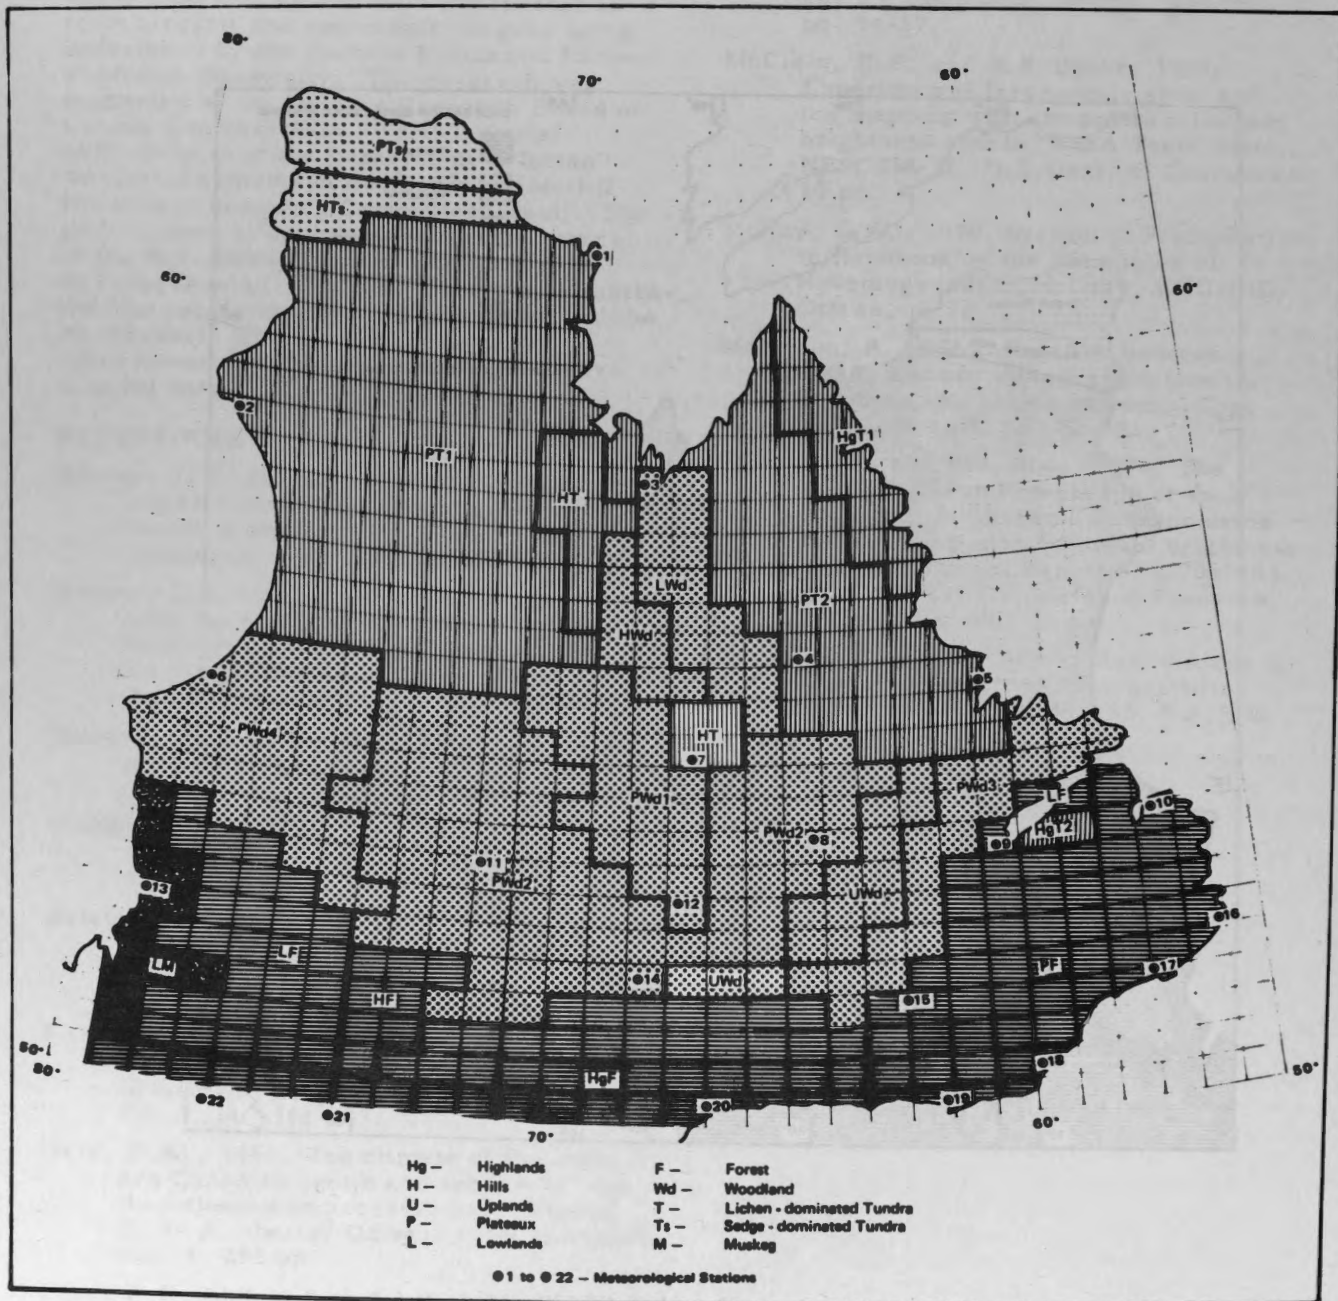 80°
70°
60°
PTs
HTs
1
60°
60°
2
PT1
HgT1
HT
3
LWd
PT2
HWd
4
5
6
PWd4
HT
7
PWd1
PWd3
LF
HgT2
10
PWd2
8
9
11
PWd2
12
UWd
13
16
LF
LM
14
UWd
PF
17
HF
15
50°
80°
HgF
18
50°
22
21
20
19
70°
60°
Hg — Highlands F — Forest
H — Hills Wd — Woodland
U — Uplands T — Lichen - dominated Tundra
P — Plateaux Ts — Sedge - dominated Tundra
L — Lowlands M — Muskeg
1 to 22 — Meteorological Stations